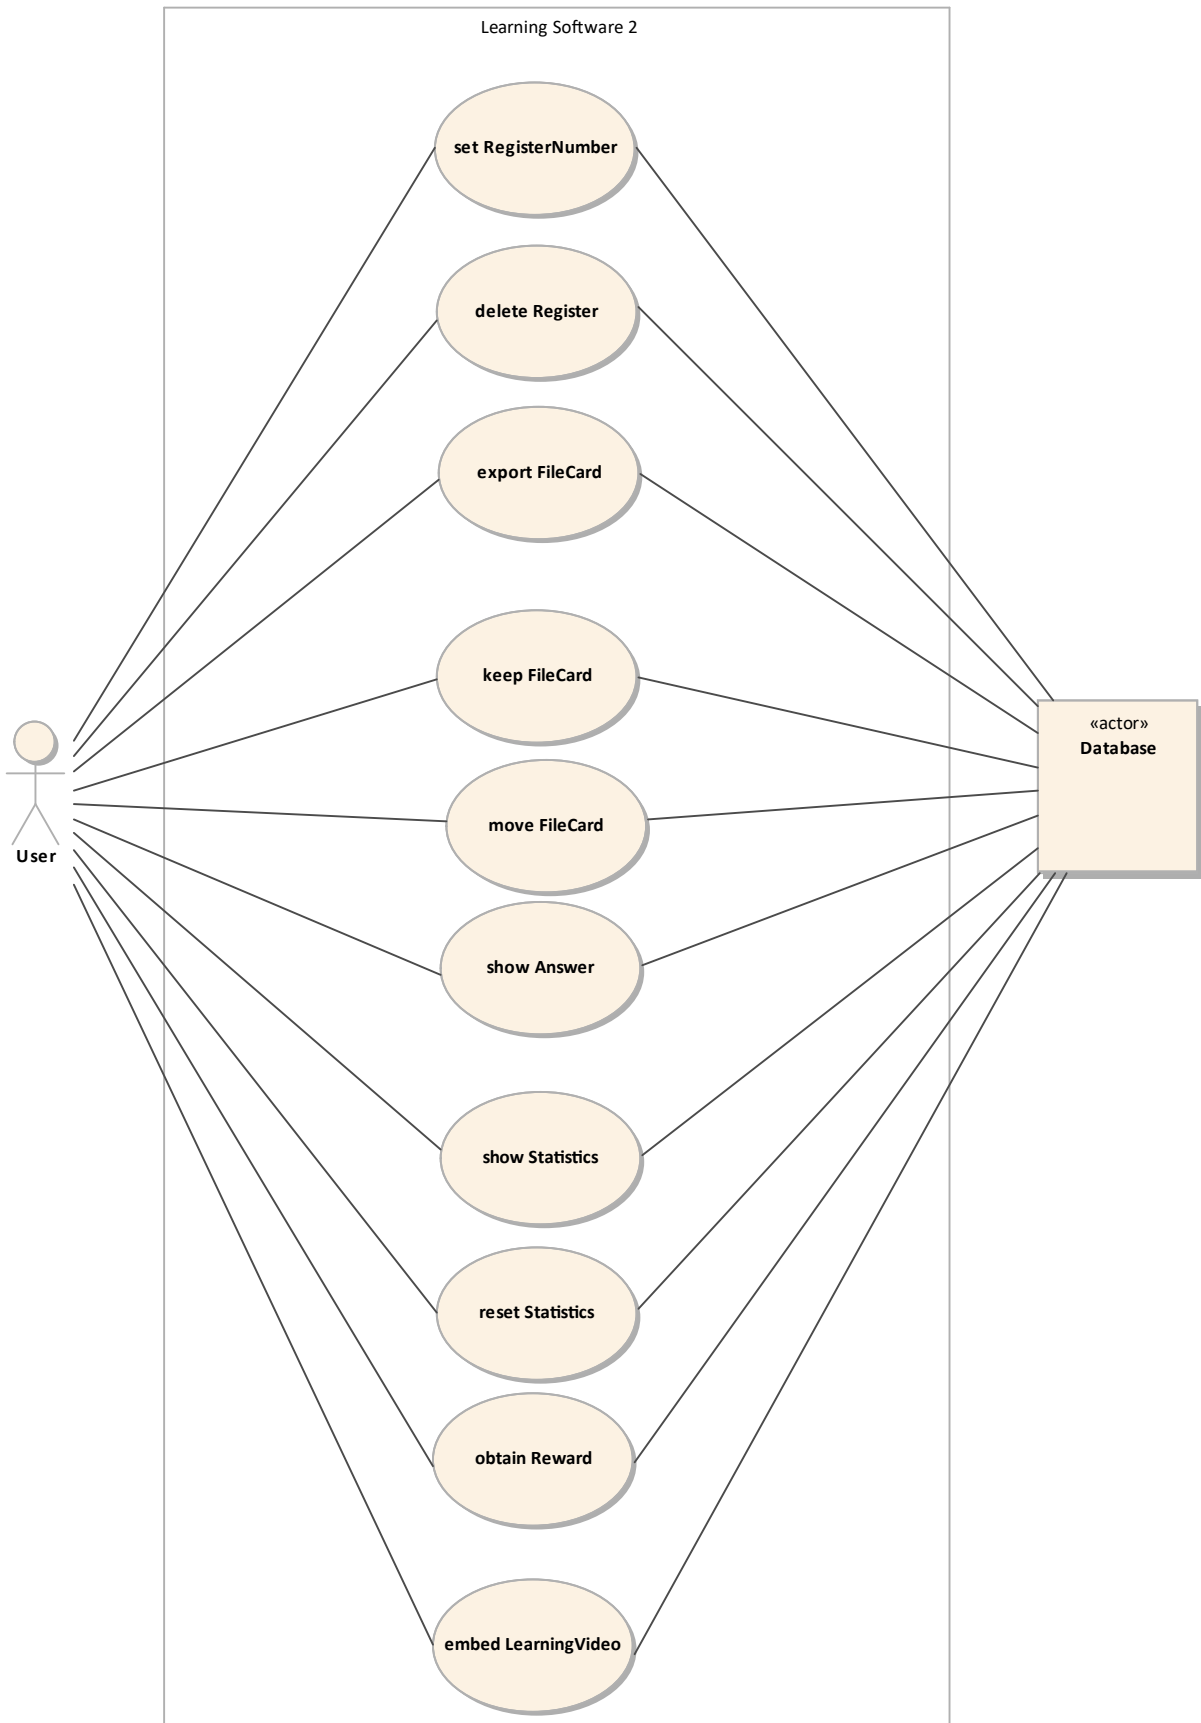 Learning Software 2
set RegisterNumber
delete Register
export FileCard
keep FileCard
«actor»
Database
move FileCard
User
show Answer
show Statistics
reset Statistics
obtain Reward
embed LearningVideo